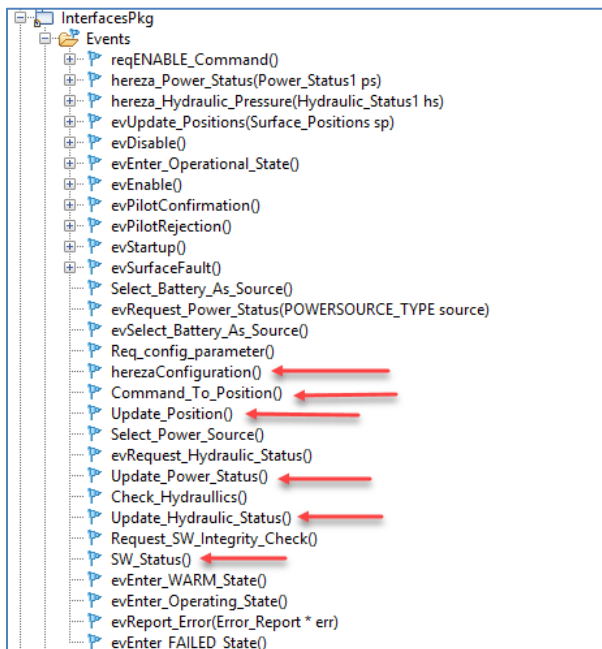 InterfacesPkg
Events
reqENABLE_Command()
hereza_Power_Status(Power_Status1 ps)
hereza_Hydraulic_Pressure(Hydraulic_Status1 hs)
evUpdate_Positions(Surface_Positions sp)
evDisable()
evEnter_Operational_State()
evEnable()
evPilotConfirmation()
evPilotRejection()
evStartup()
evSurfaceFault()
Select_Battery_As_Source()
evRequest_Power_Status(POWERSOURCE_TYPE source)
evSelect_Battery_As_Source()
Req_config_parameter()
herezaConfiguration()
Command_To_Position()
Update_Position()
Select_Power_Source()
evRequest_Hydraulic_Status()
Update_Power_Status()
Check_Hydraullics()
Update_Hydraulic_Status()
Request_SW_Integrity_Check()
SW_Status()
evEnter_WARM_State()
evEnter_Operating_State()
evReport_Error(Error_Report * err)
evEnter_FAILED_State()